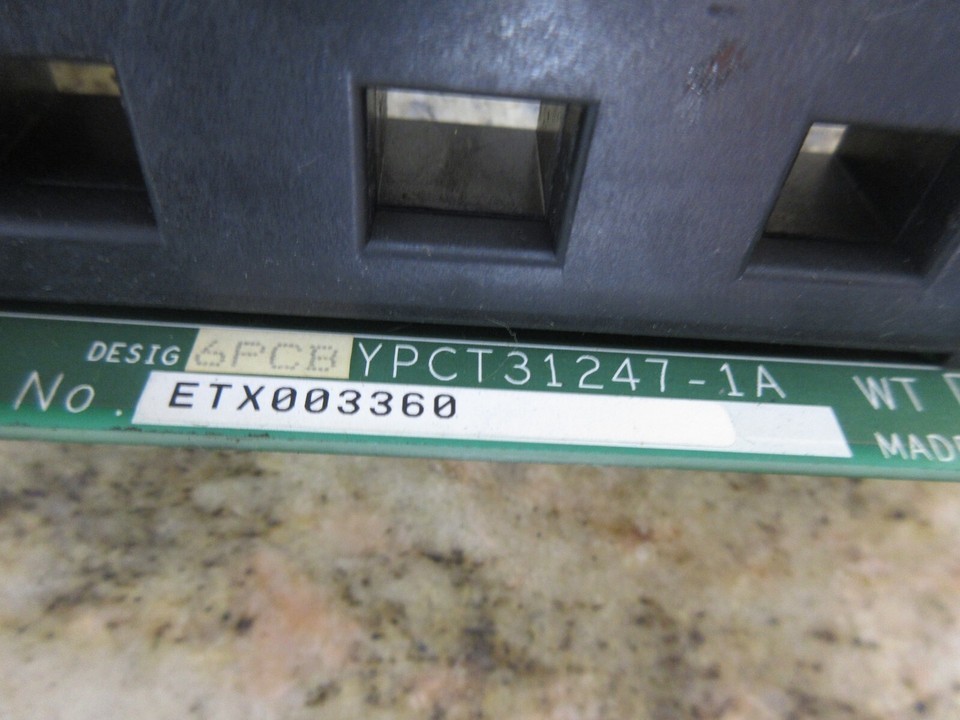 DESIG 6PCB YPCT31247-1A WT
No. ETX003360 MADE